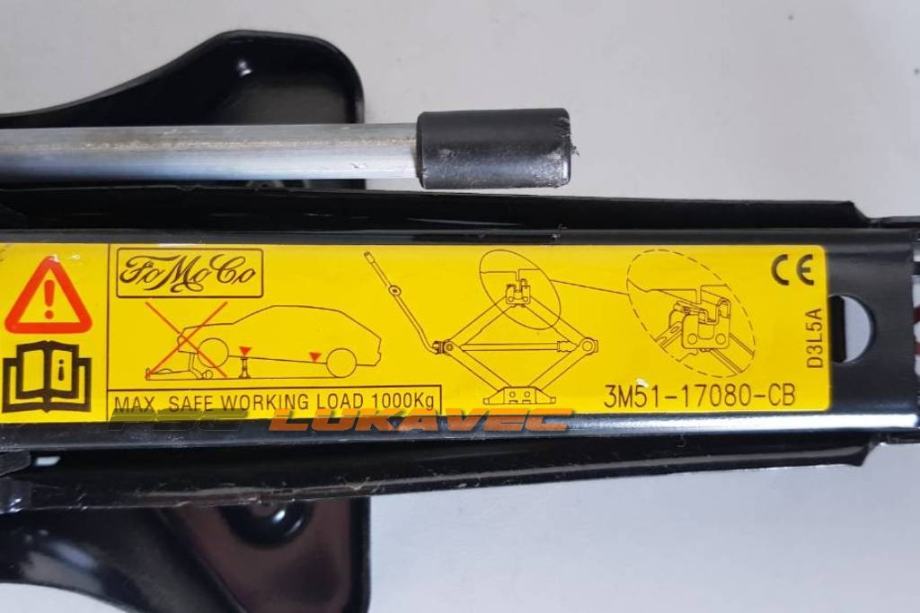 FoMoCo
CE
D3L5A
i
MAX. SAFE WORKING LOAD 1000Kg
3M51-17080-CB
LUKAVEC